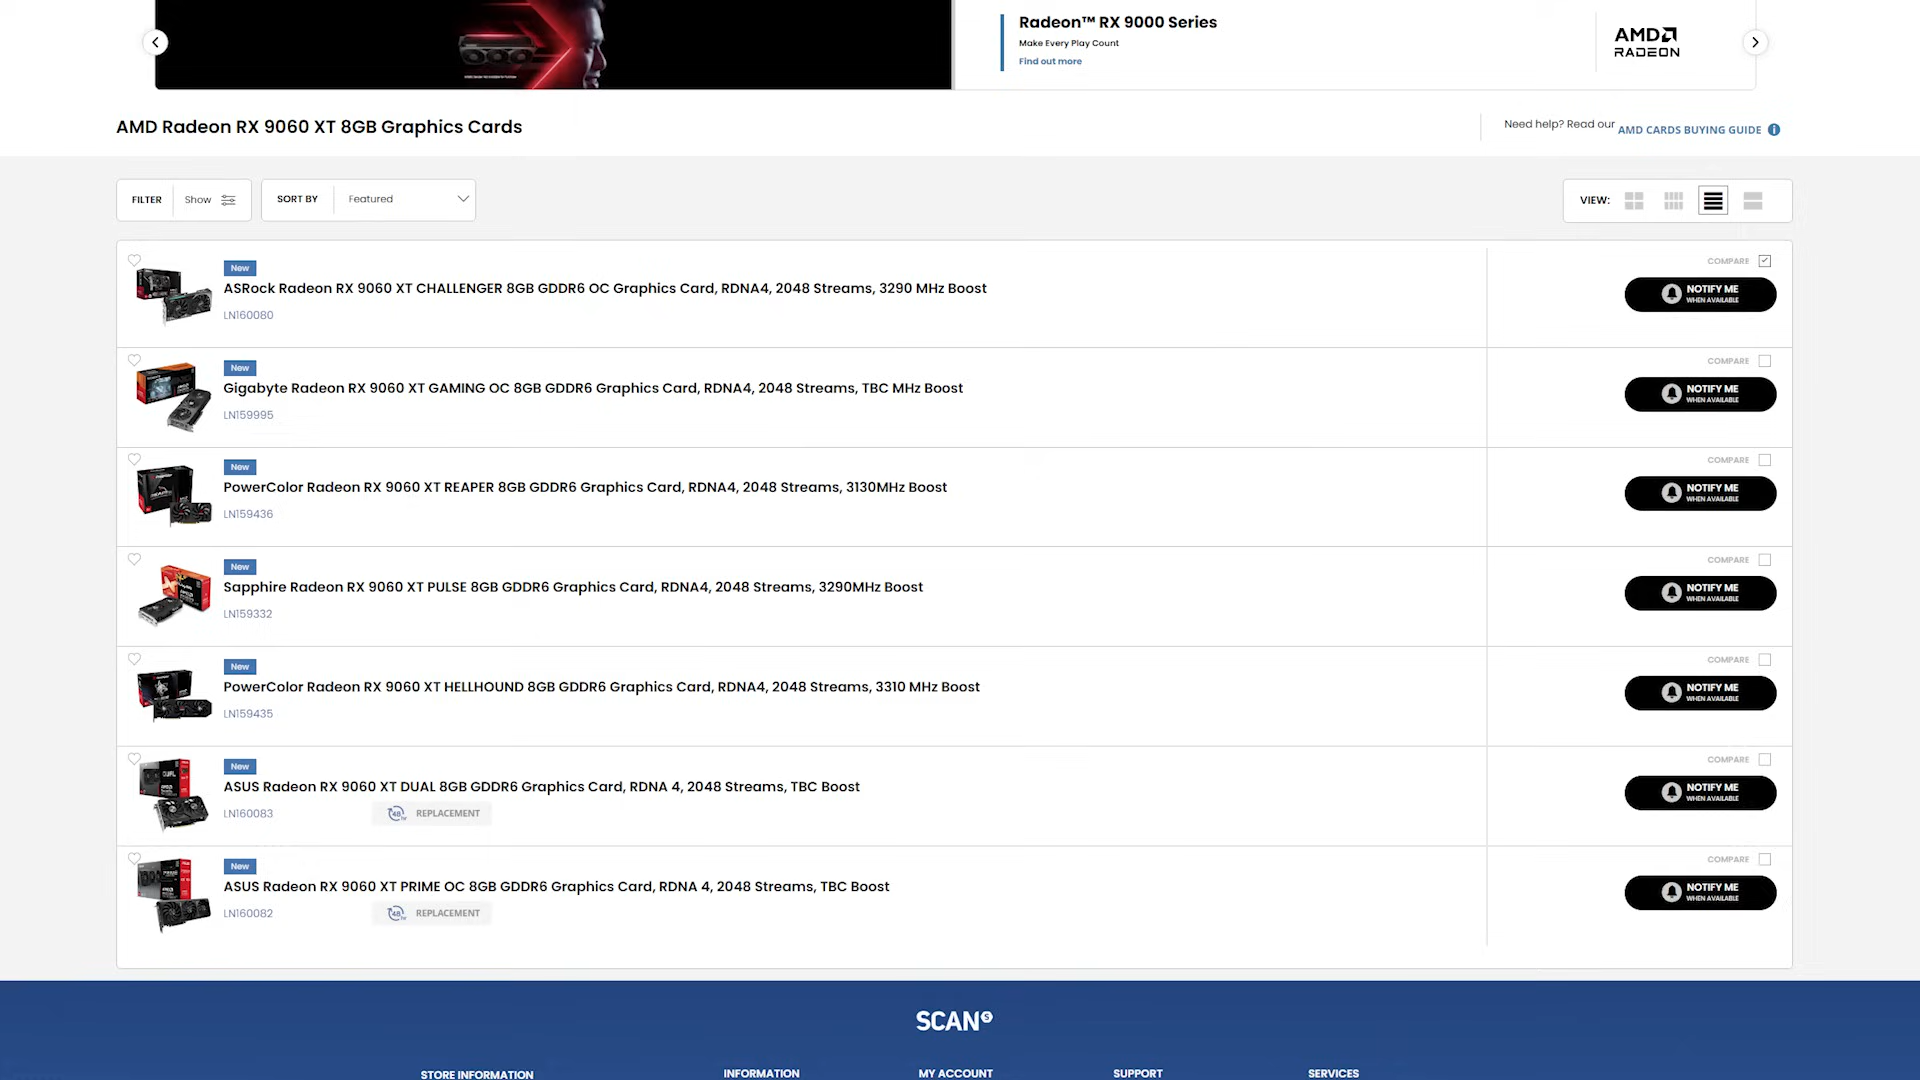 Radeon™ RX 9000 Series
Make Every Play Count
Find out more
AMD
RADEON
AMD Radeon RX 9060 XT 8GB Graphics Cards
Need help? Read our AMD CARDS BUYING GUIDE
FILTER Show
SORT BY Featured
VIEW:
New
COMPARE
ASRock Radeon RX 9060 XT CHALLENGER 8GB GDDR6 OC Graphics Card, RDNA4, 2048 Streams, 3290 MHz Boost
NOTIFY ME
WHEN AVAILABLE
LN160080
New
COMPARE
Gigabyte Radeon RX 9060 XT GAMING OC 8GB GDDR6 Graphics Card, RDNA4, 2048 Streams, TBC MHz Boost
NOTIFY ME
WHEN AVAILABLE
LN159995
New
COMPARE
PowerColor Radeon RX 9060 XT REAPER 8GB GDDR6 Graphics Card, RDNA4, 2048 Streams, 3130MHz Boost
NOTIFY ME
WHEN AVAILABLE
LN159436
New
COMPARE
Sapphire Radeon RX 9060 XT PULSE 8GB GDDR6 Graphics Card, RDNA4, 2048 Streams, 3290MHz Boost
NOTIFY ME
WHEN AVAILABLE
LN159332
New
COMPARE
PowerColor Radeon RX 9060 XT HELLHOUND 8GB GDDR6 Graphics Card, RDNA4, 2048 Streams, 3310 MHz Boost
NOTIFY ME
WHEN AVAILABLE
LN159435
New
COMPARE
ASUS Radeon RX 9060 XT DUAL 8GB GDDR6 Graphics Card, RDNA 4, 2048 Streams, TBC Boost
NOTIFY ME
WHEN AVAILABLE
LN160083
48hr REPLACEMENT
New
COMPARE
ASUS Radeon RX 9060 XT PRIME OC 8GB GDDR6 Graphics Card, RDNA 4, 2048 Streams, TBC Boost
NOTIFY ME
WHEN AVAILABLE
LN160082
48hr REPLACEMENT
SCAN
STORE INFORMATION
INFORMATION
MY ACCOUNT
SUPPORT
SERVICES